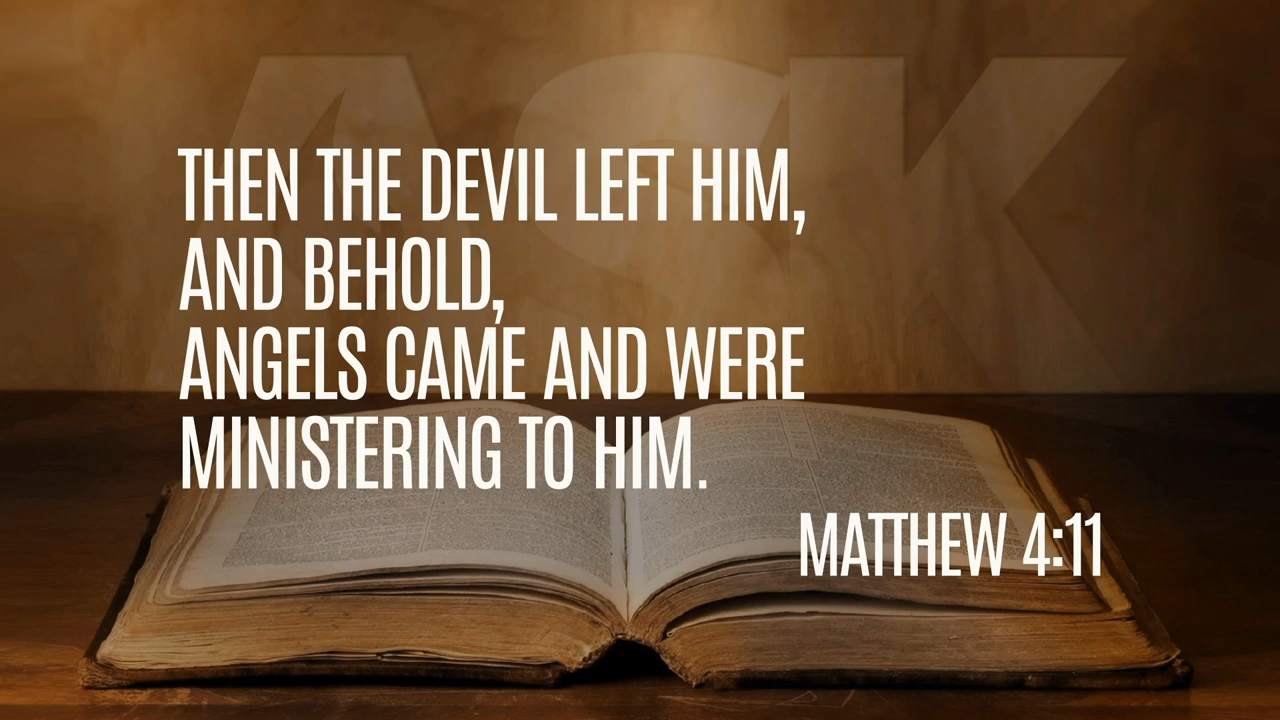 ASK
THEN THE DEVIL LEFT HIM,
AND BEHOLD,
ANGELS CAME AND WERE
MINISTERING TO HIM.
MATTHEW 4:11